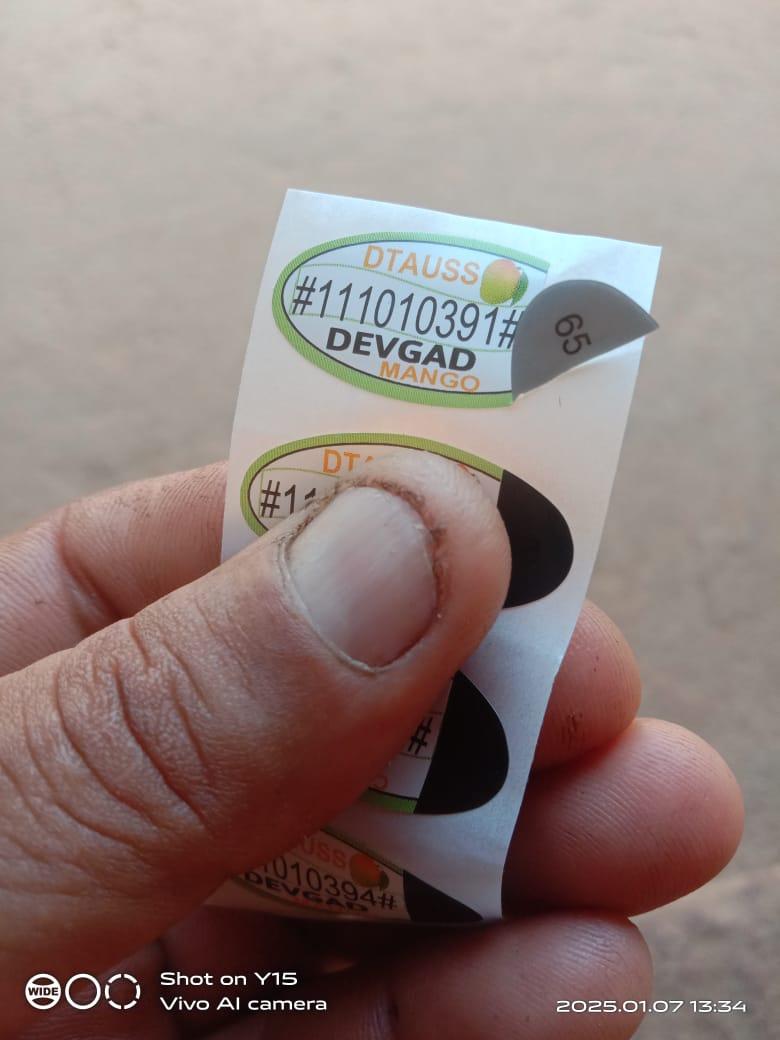 DTAUSS
#111010391#
DEVGAD
MANGO
65
#11
#
USS
1010394#
DEVGAD
WIDE
Shot on Y15
Vivo AI camera
2025.01.07 13:34